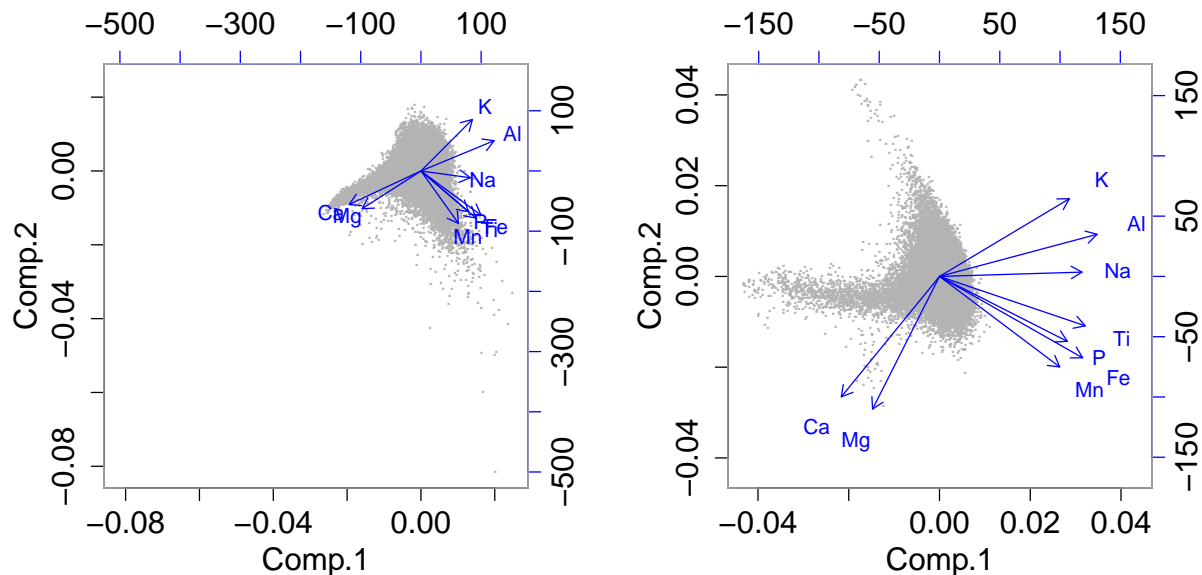 −500 −300 −100 100
−0.08 −0.04 0.00
Comp.2
K
Al
Na
Ca
Mg
P
Fe
Ti
Mn
100
−100
−300
−500
−0.08 −0.04 0.00
Comp.1
−150 −50 50 150
−0.04 0.00 0.02 0.04
Comp.2
K
Al
Na
Ti
P
Fe
Mn
Ca
Mg
150
50
−50
−150
−0.04 0.00 0.02 0.04
Comp.1